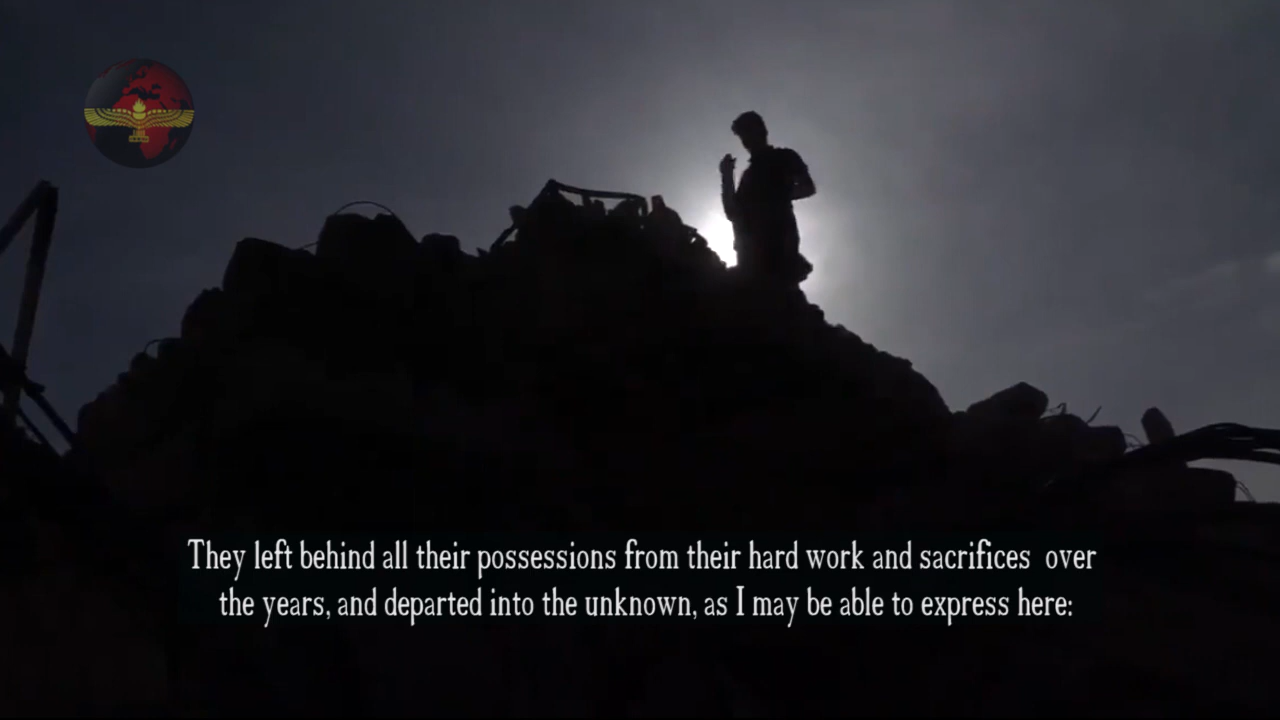 They left behind all their possessions from their hard work and sacrifices  over
the years, and departed into the unknown, as I may be able to express here: